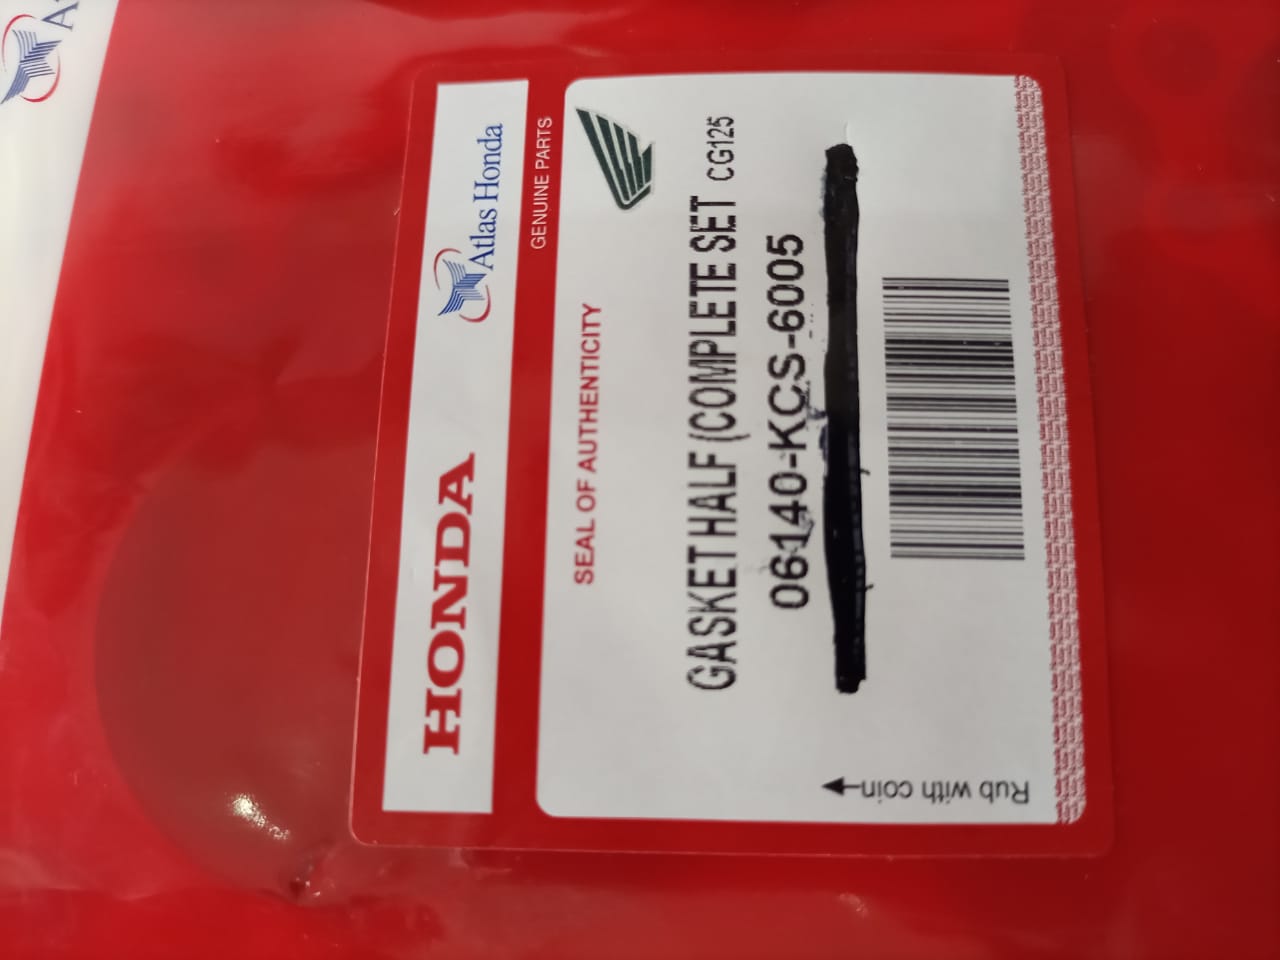 HONDA
Atlas Honda
GENUINE PARTS
SEAL OF AUTHENTICITY
GASKET HALF (COMPLETE SET CG125
06140-KCS-6005
Rub with coin